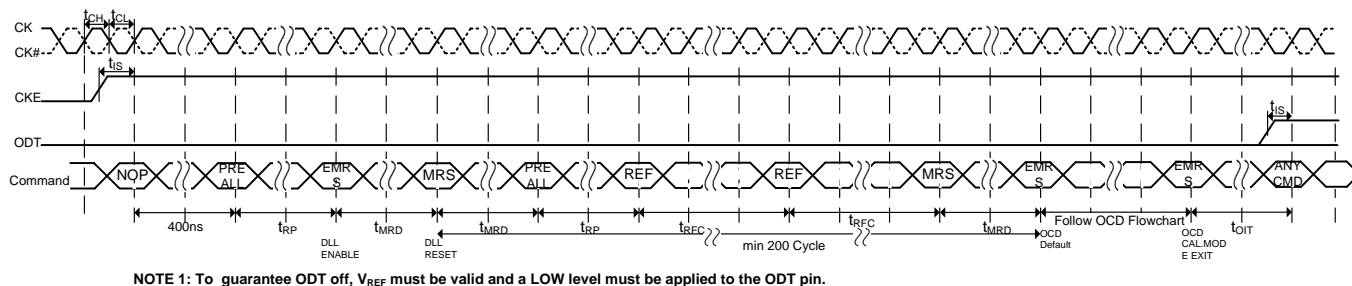 tCH tCL
CK
CK#
tIS
CKE
tIS
ODT
Command NOP PRE ALL EMR S MRS PRE ALL REF REF MRS EMR S EMR S ANY CMD
400ns tRP tMRD tMRD tRP tRFC tRFC tMRD Follow OCD Flowchart tOIT
DLL ENABLE
DLL RESET
min 200 Cycle
OCD Default
OCD CAL.MOD E EXIT
NOTE 1: To guarantee ODT off, VREF must be valid and a LOW level must be applied to the ODT pin.